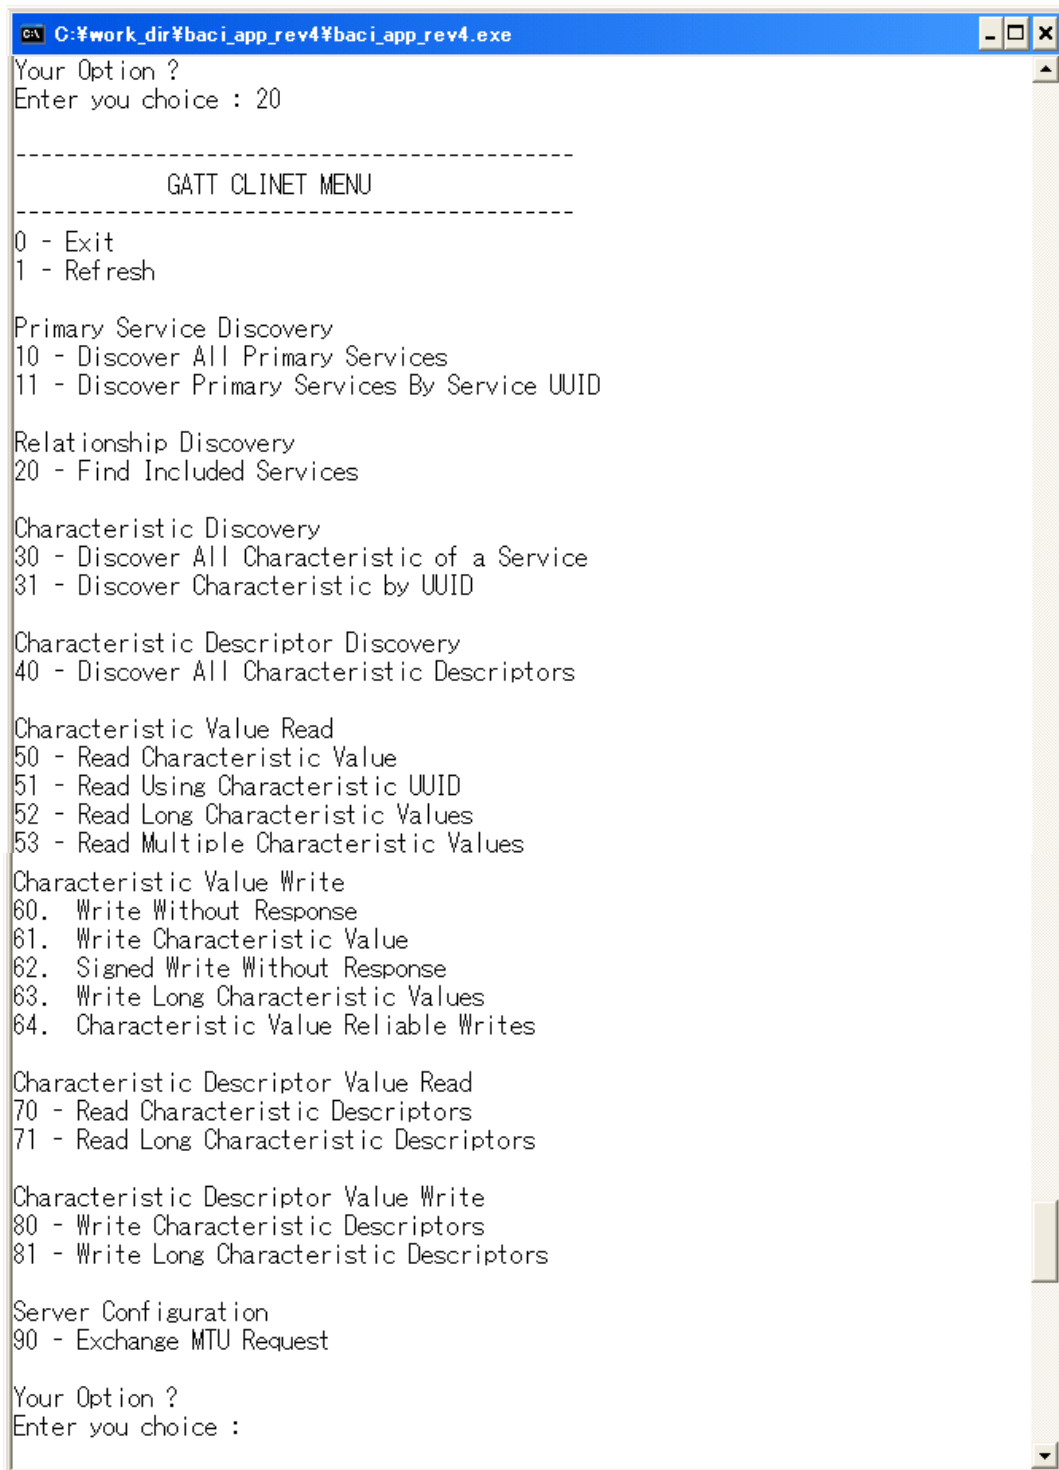 C:¥work_dir¥baci_app_rev4¥baci_app_rev4.exe
Your Option ?
Enter you choice : 20
--------------------------------------------
GATT CLINET MENU
--------------------------------------------
0 - Exit
1 - Refresh
Primary Service Discovery
10 - Discover All Primary Services
11 - Discover Primary Services By Service UUID
Relationship Discovery
20 - Find Included Services
Characteristic Discovery
30 - Discover All Characteristic of a Service
31 - Discover Characteristic by UUID
Characteristic Descriptor Discovery
40 - Discover All Characteristic Descriptors
Characteristic Value Read
50 - Read Characteristic Value
51 - Read Using Characteristic UUID
52 - Read Long Characteristic Values
53 - Read Multiple Characteristic Values
Characteristic Value Write
60.  Write Without Response
61.  Write Characteristic Value
62.  Signed Write Without Response
63.  Write Long Characteristic Values
64.  Characteristic Value Reliable Writes
Characteristic Descriptor Value Read
70 - Read Characteristic Descriptors
71 - Read Long Characteristic Descriptors
Characteristic Descriptor Value Write
80 - Write Characteristic Descriptors
81 - Write Long Characteristic Descriptors
Server Configuration
90 - Exchange MTU Request
Your Option ?
Enter you choice :